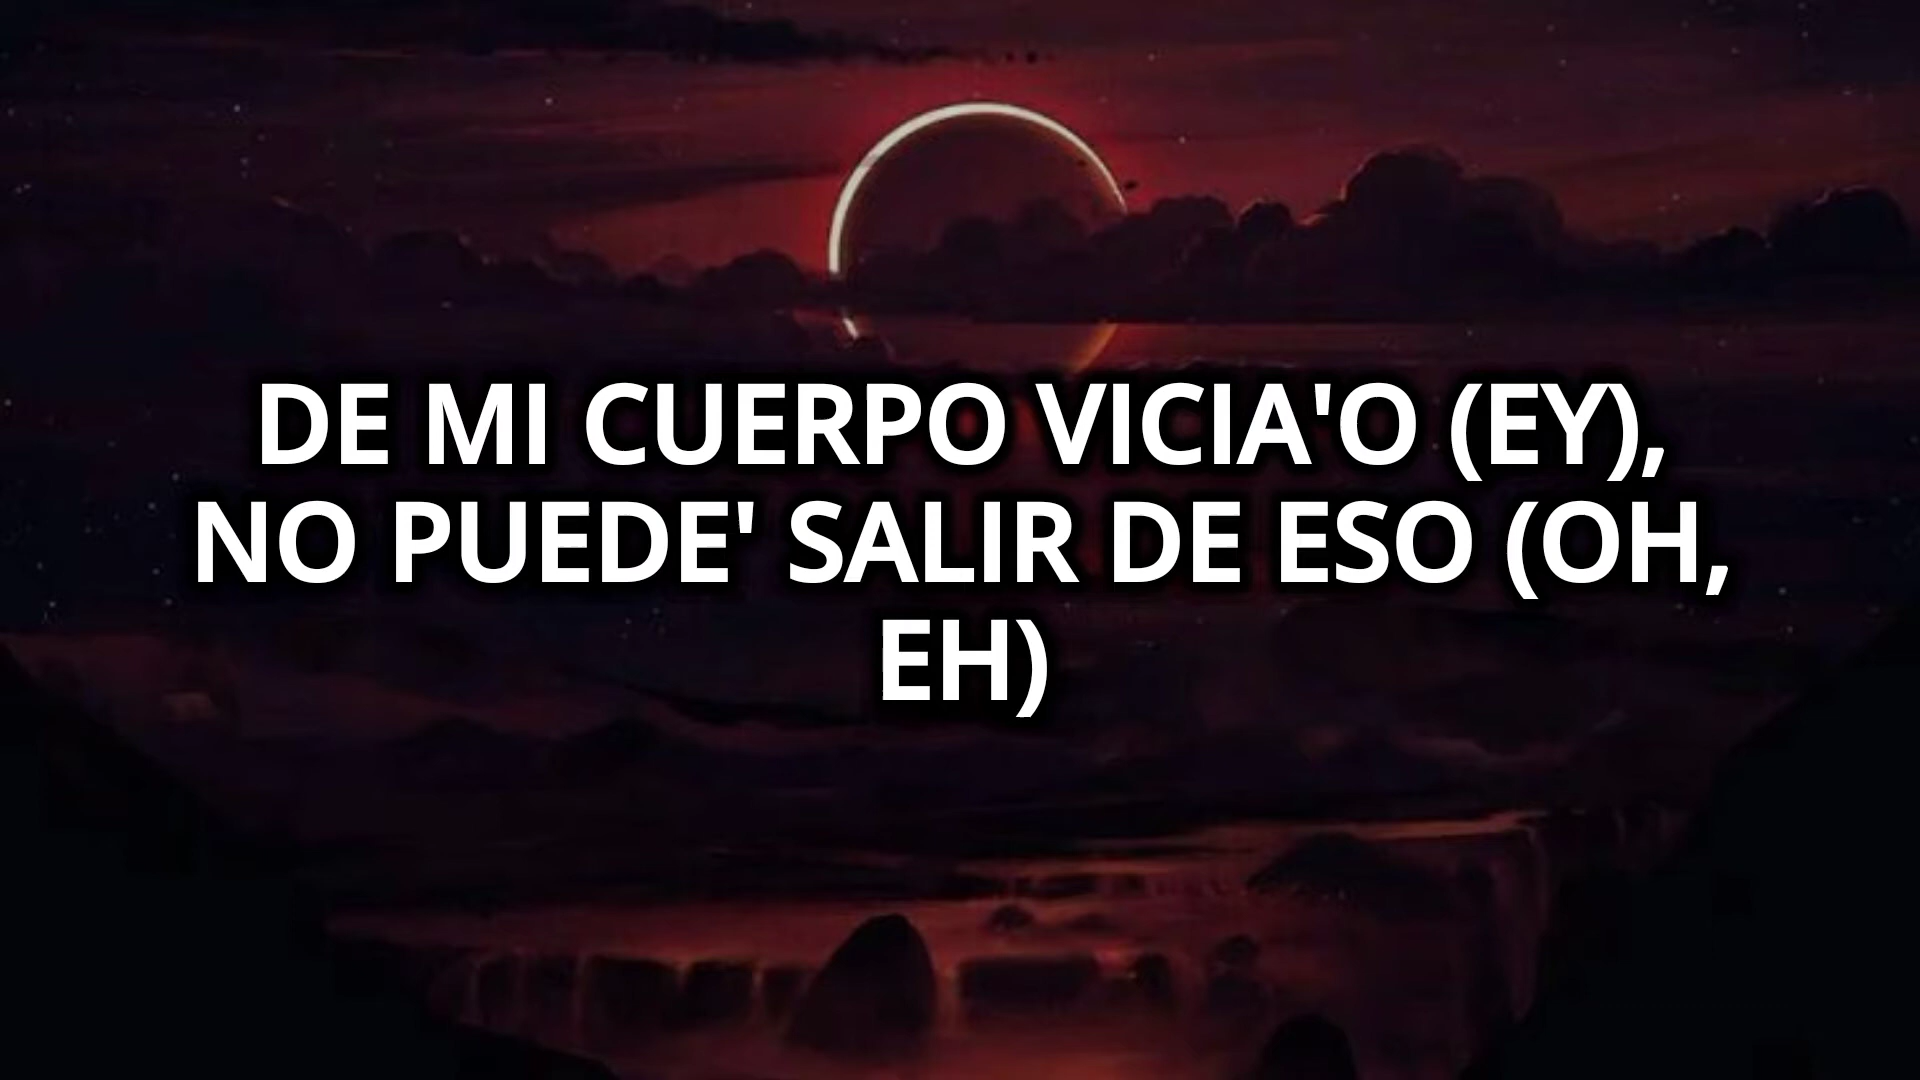 DE MI CUERPO VICIA'O (EY),
NO PUEDE' SALIR DE ESO (OH,
EH)